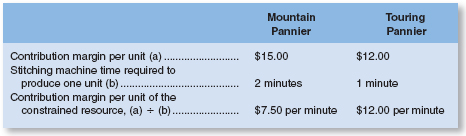 Mountain Touring
Pannier Pannier
Contribution margin per unit (a) .......................... $15.00 $12.00
Stitching machine time required to
produce one unit (b) ........................................ 2 minutes 1 minute
Contribution margin per unit of the
constrained resource, (a) ÷ (b) ....................... $7.50 per minute $12.00 per minute